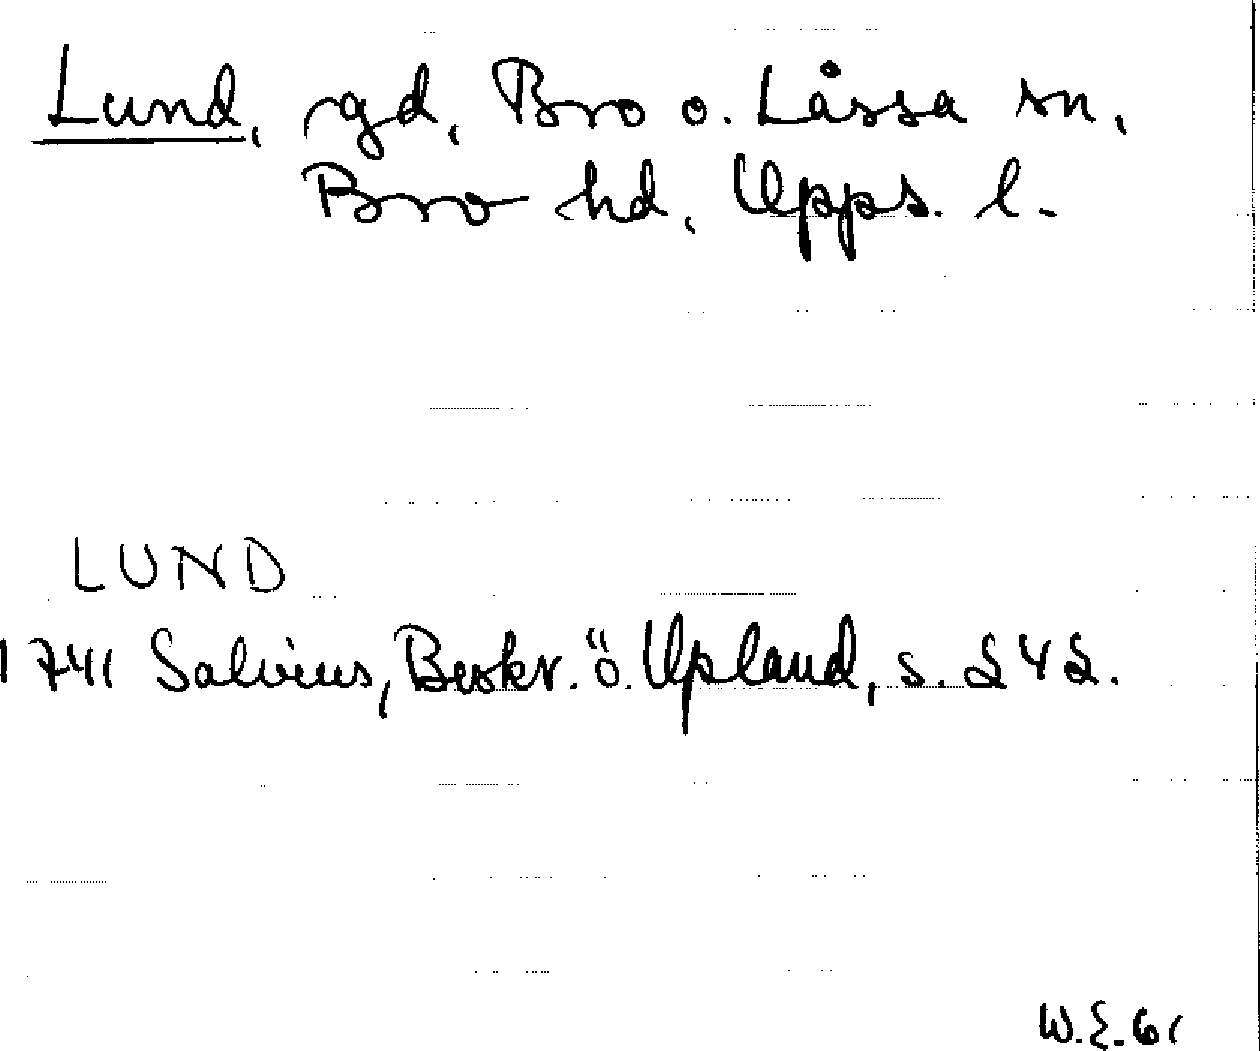 Lund, gd, Bro o. Låssa sn,
Bro hd, Upps. l.
LUND
1741 Salvius, Beskr. ö. Upland, s. 242.
W.E. 61